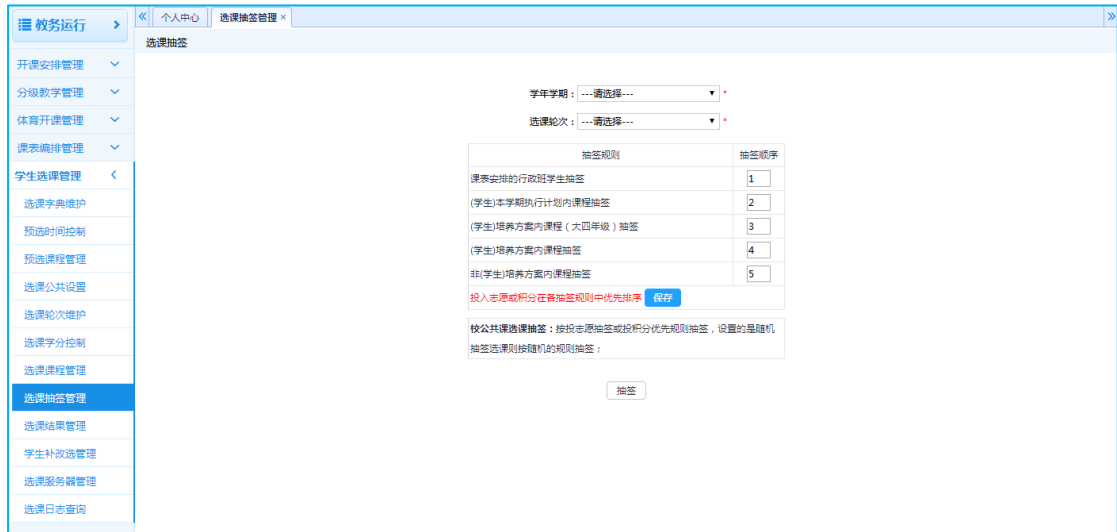 教务运行
个人中心
选课抽签管理 ×
选课抽签
开课安排管理
分级教学管理
体育开课管理
课表编排管理
学生选课管理
选课字典维护
预选时间控制
预选课程管理
选课公共设置
选课轮次维护
选课学分控制
选课课程管理
选课抽签管理
选课结果管理
学生补改选管理
选课服务器管理
选课日志查询
学年学期：---请选择--- *
选课轮次：---请选择--- *
抽签规则 抽签顺序
课表安排的行政班学生抽签 1
(学生)本学期执行计划内课程抽签 2
(学生)培养方案内课程（大四年级）抽签 3
(学生)培养方案内课程抽签 4
非(学生)培养方案内课程抽签 5
投入志愿或积分在各抽签规则中优先排序 保存
校公共课选课抽签：按投志愿抽签或投积分优先规则抽签，设置的是随机
抽签选课则按随机的规则抽签；
抽签